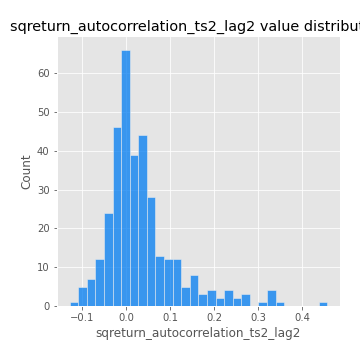 sqreturn_autocorrelation_ts2_lag2 value distribut
60
50
40
30
20
10
0
Count
−0.1 0.0 0.1 0.2 0.3 0.4
sqreturn_autocorrelation_ts2_lag2